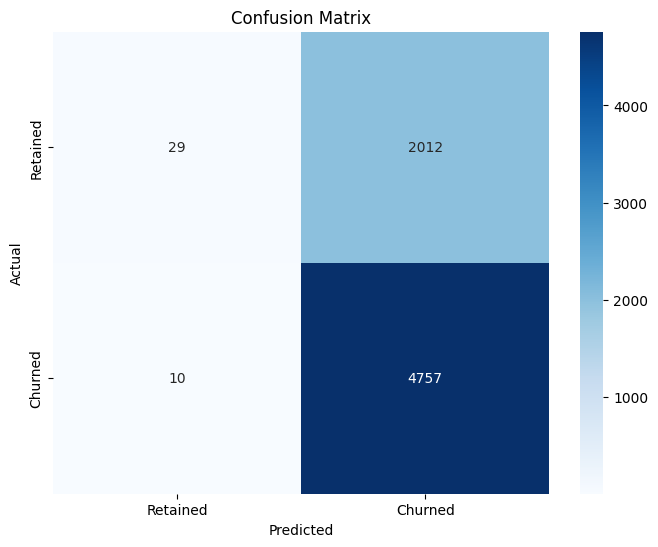 Confusion Matrix
Retained
29
2012
4000
3000
2000
1000
Actual
Churned
10
4757
Retained
Churned
Predicted